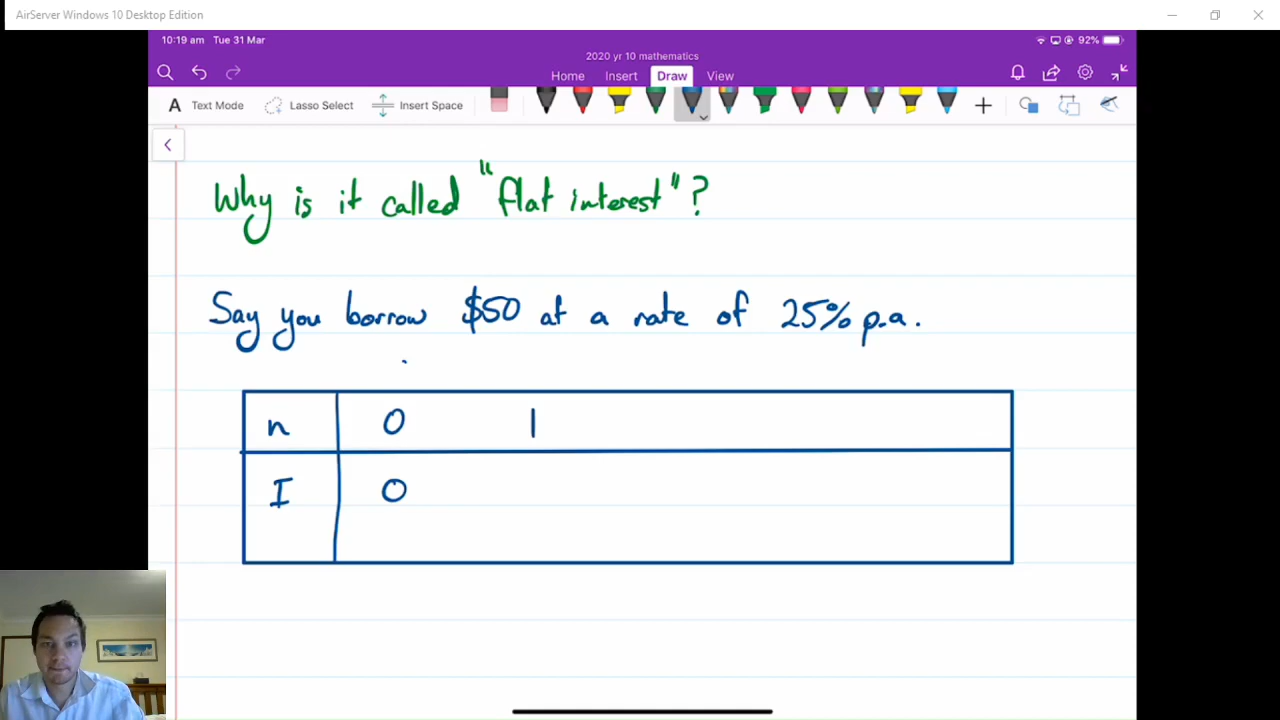 AirServer Windows 10 Desktop Edition
10:19 am Tue 31 Mar
92%
2020 yr 10 mathematics
Home Insert Draw View
A Text Mode Lasso Select Insert Space
Why is it called " "flat interest"?
Say you borrow $50 at a rate of 25% p.a.
n 0 1
I 0